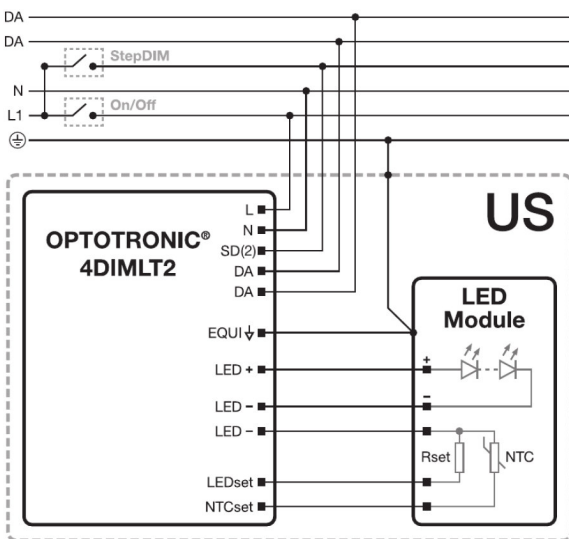 DA
DA
StepDIM
N
On/Off
L1
US
OPTOTRONIC®
4DIMLT2
L
N
SD(2)
DA
DA
EQUI
LED +
LED -
LED -
LEDset
NTCset
LED
Module
+
-
Rset
NTC